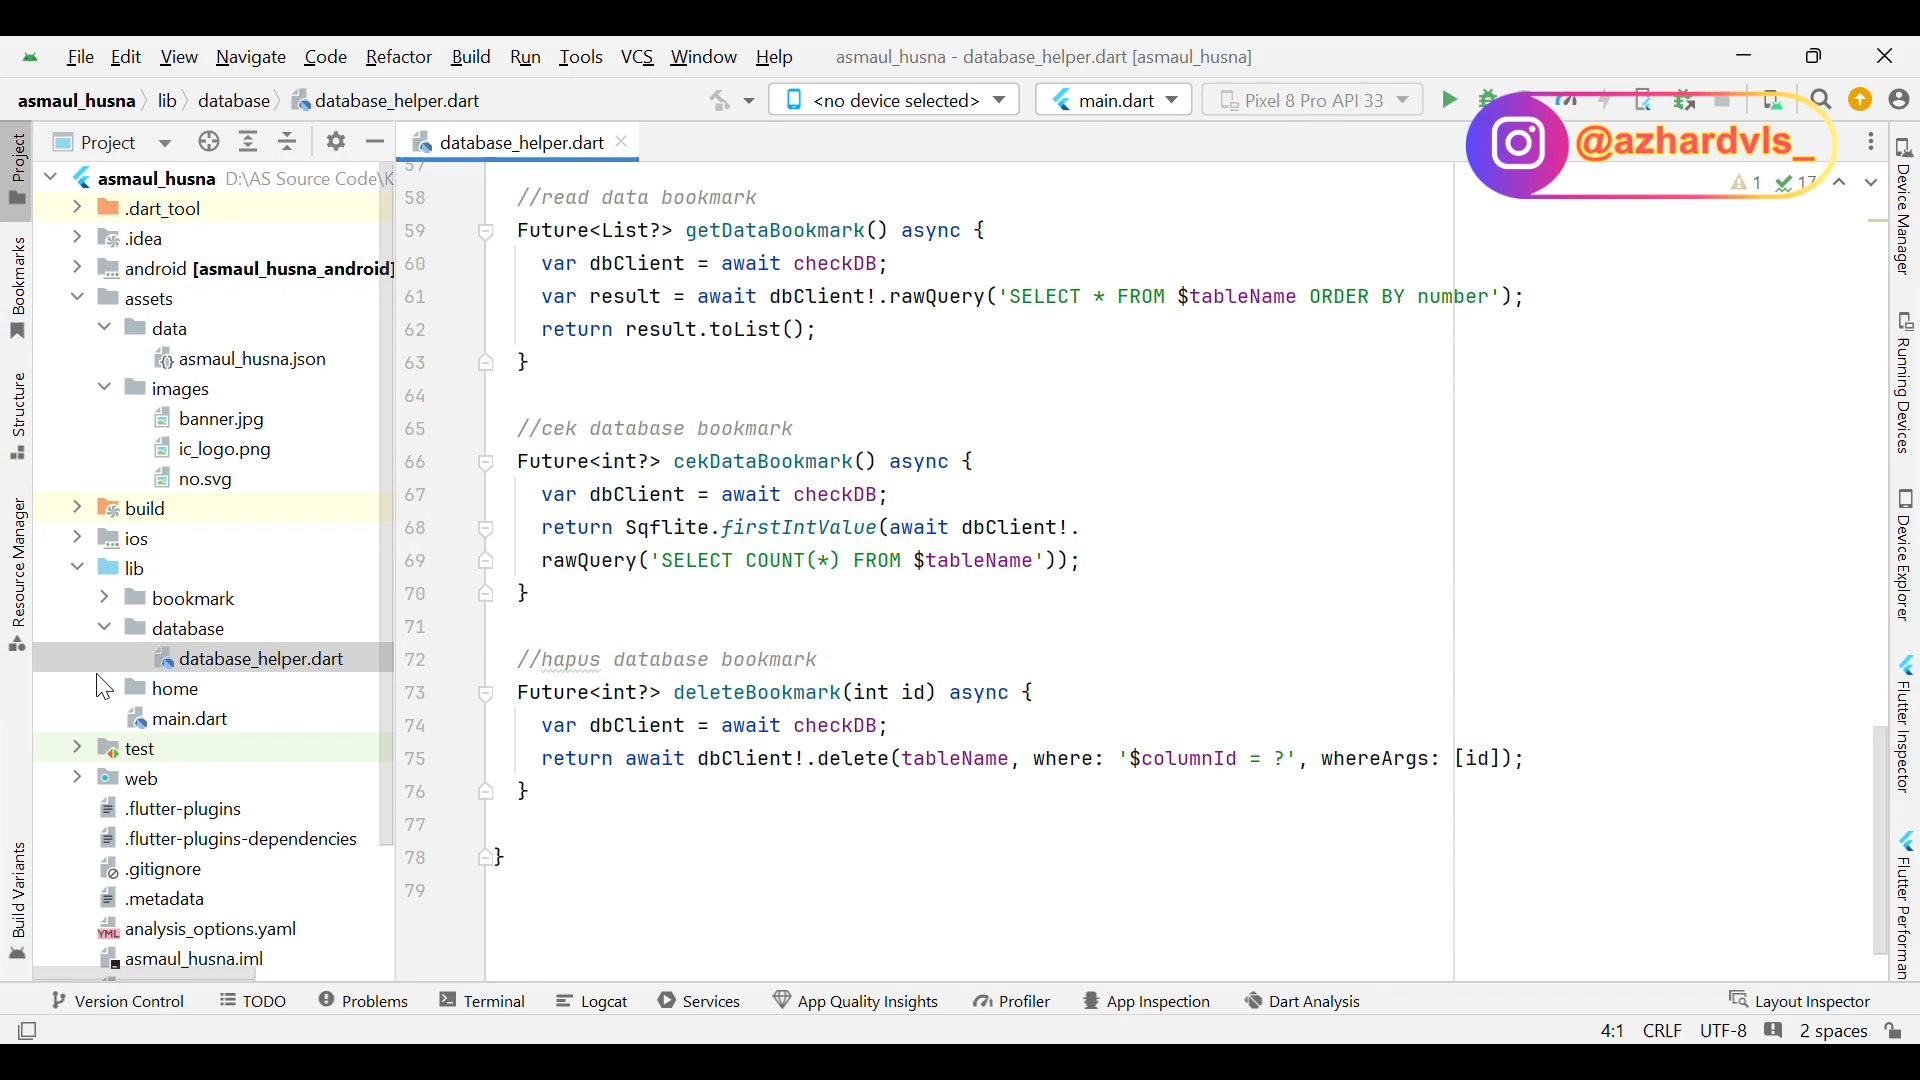 File Edit View Navigate Code Refactor Build Run Tools VCS Window Help asmaul_husna - database_helper.dart [asmaul_husna]
asmaul_husna lib database database_helper.dart <no device selected> main.dart Pixel 8 Pro API 33
Project database_helper.dart
@azhardvls_
1 17
Project
Bookmarks
Structure
Resource Manager
Build Variants
asmaul_husna D:\AS Source Code\K
.dart_tool
.idea
android [asmaul_husna_android]
assets
data
asmaul_husna.json
images
banner.jpg
ic_logo.png
no.svg
build
ios
lib
bookmark
database
database_helper.dart
home
main.dart
test
web
.flutter-plugins
.flutter-plugins-dependencies
.gitignore
.metadata
analysis_options.yaml
asmaul_husna.iml
57
58 //read data bookmark
59 Future<List?> getDataBookmark() async {
60 var dbClient = await checkDB;
61 var result = await dbClient!.rawQuery('SELECT * FROM $tableName ORDER BY number');
62 return result.toList();
63 }
64
65 //cek database bookmark
66 Future<int?> cekDataBookmark() async {
67 var dbClient = await checkDB;
68 return Sqflite.firstIntValue(await dbClient!.
69 rawQuery('SELECT COUNT(*) FROM $tableName'));
70 }
71
72 //hapus database bookmark
73 Future<int?> deleteBookmark(int id) async {
74 var dbClient = await checkDB;
75 return await dbClient!.delete(tableName, where: '$columnId = ?', whereArgs: [id]);
76 }
77
78 }
79
Device Manager
Running Devices
Device Explorer
Flutter Inspector
Flutter Performan
Version Control TODO Problems Terminal Logcat Services App Quality Insights Profiler App Inspection Dart Analysis Layout Inspector
4:1 CRLF UTF-8 2 spaces